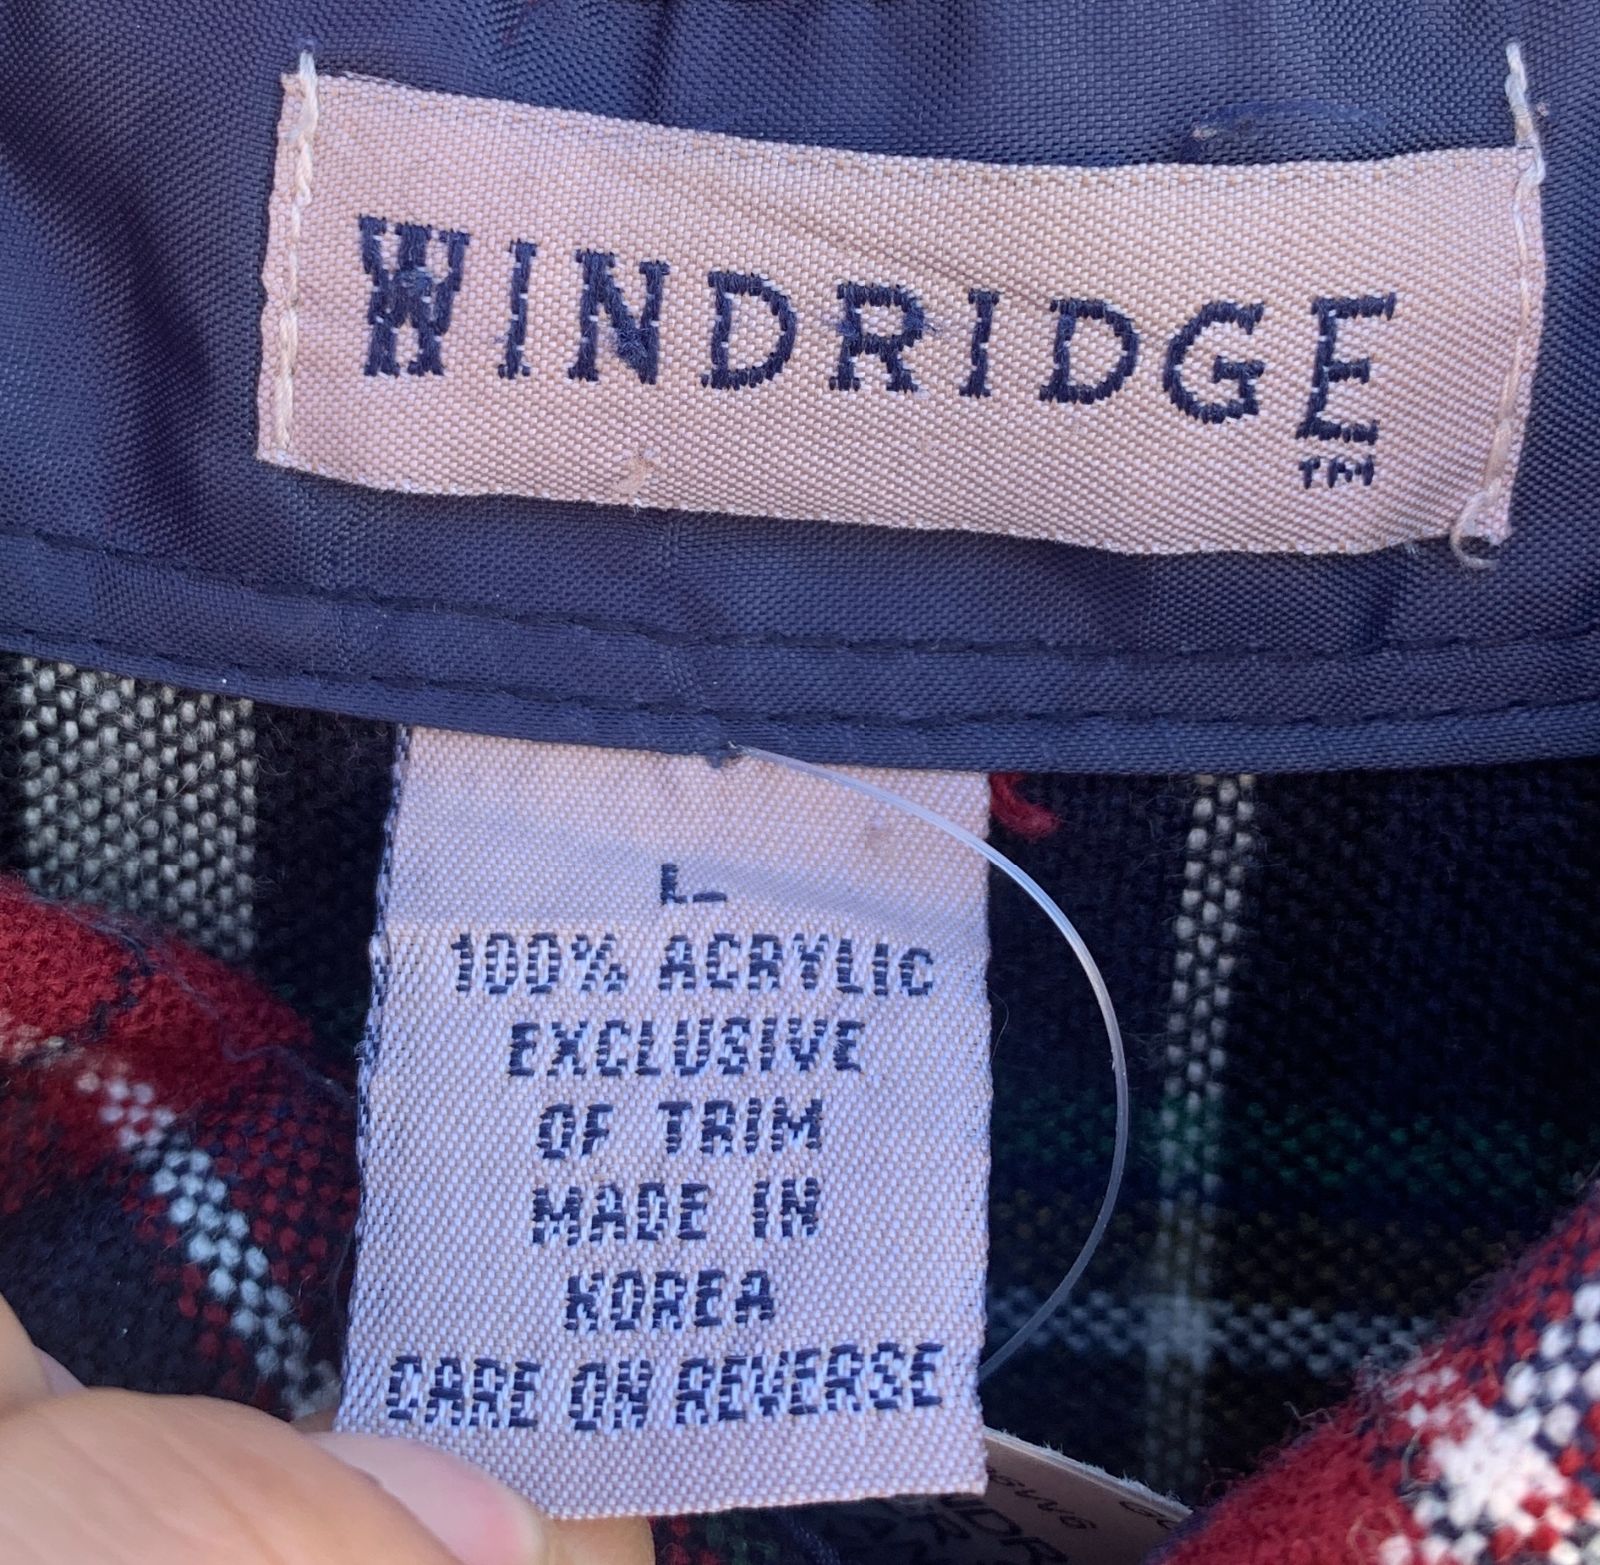 WINDRIDGE
TM
L
100% ACRYLIC
EXCLUSIVE
OF TRIM
MADE IN
KOREA
CARE ON REVERSE